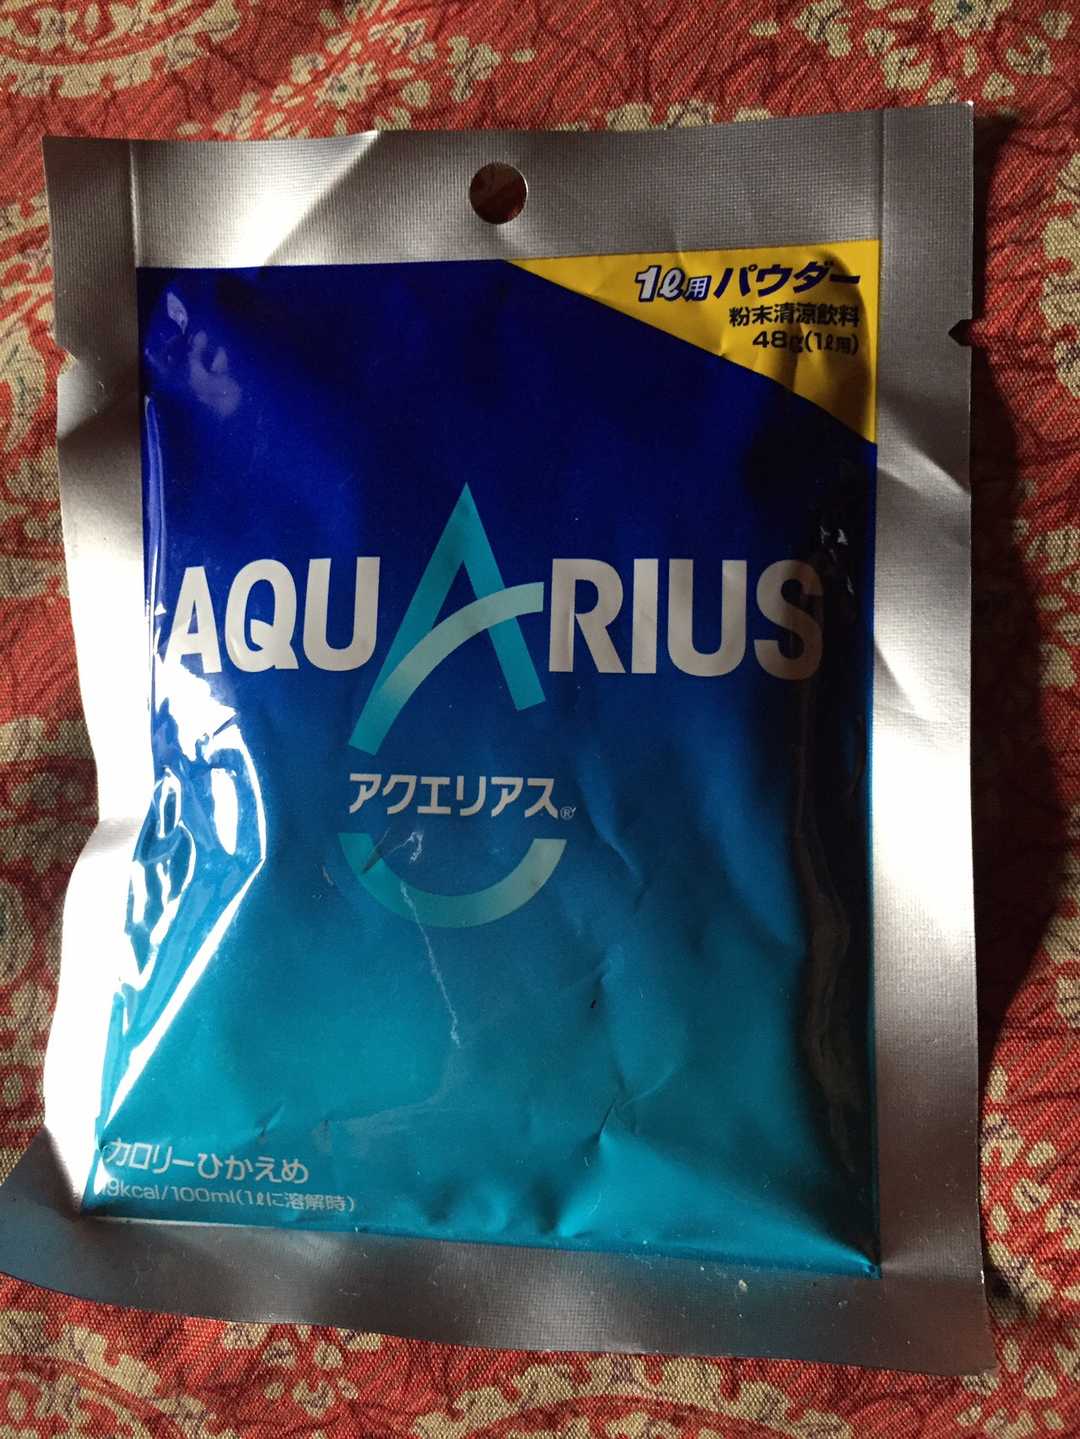 1ℓ用パウダー
粉末清涼飲料
48g(1ℓ用)
AQUARIUS
アクエリアス®
カロリーひかえめ
19kcal/100ml(1ℓに溶解時)